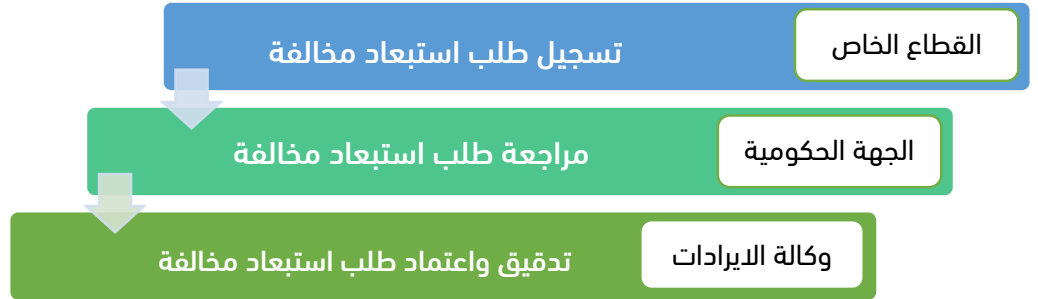 القطاع الخاص
تسجيل طلب استبعاد مخالفة
الجهة الحكومية
مراجعة طلب استبعاد مخالفة
وكالة الايرادات
تدقيق واعتماد طلب استبعاد مخالفة